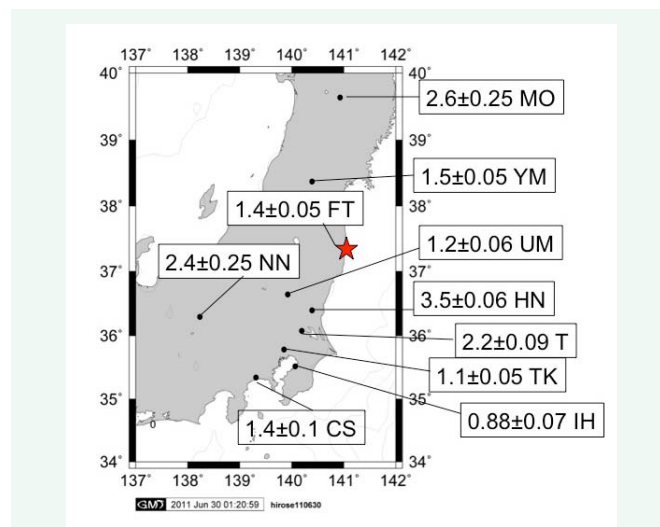 137° 138° 139° 140° 141° 142°
40° 40°
2.6±0.25 MO
39° 39°
1.5±0.05 YM
38° 38°
1.4±0.05 FT
1.2±0.06 UM
2.4±0.25 NN
37° 37°
3.5±0.06 HN
36° 36°
2.2±0.09 T
1.1±0.05 TK
35° 35°
0.88±0.07 IH
1.4±0.1 CS
34° 34°
137° 138° 139° 140° 141° 142°
GMT 2011 Jun 30 01:20:59 hirose110630